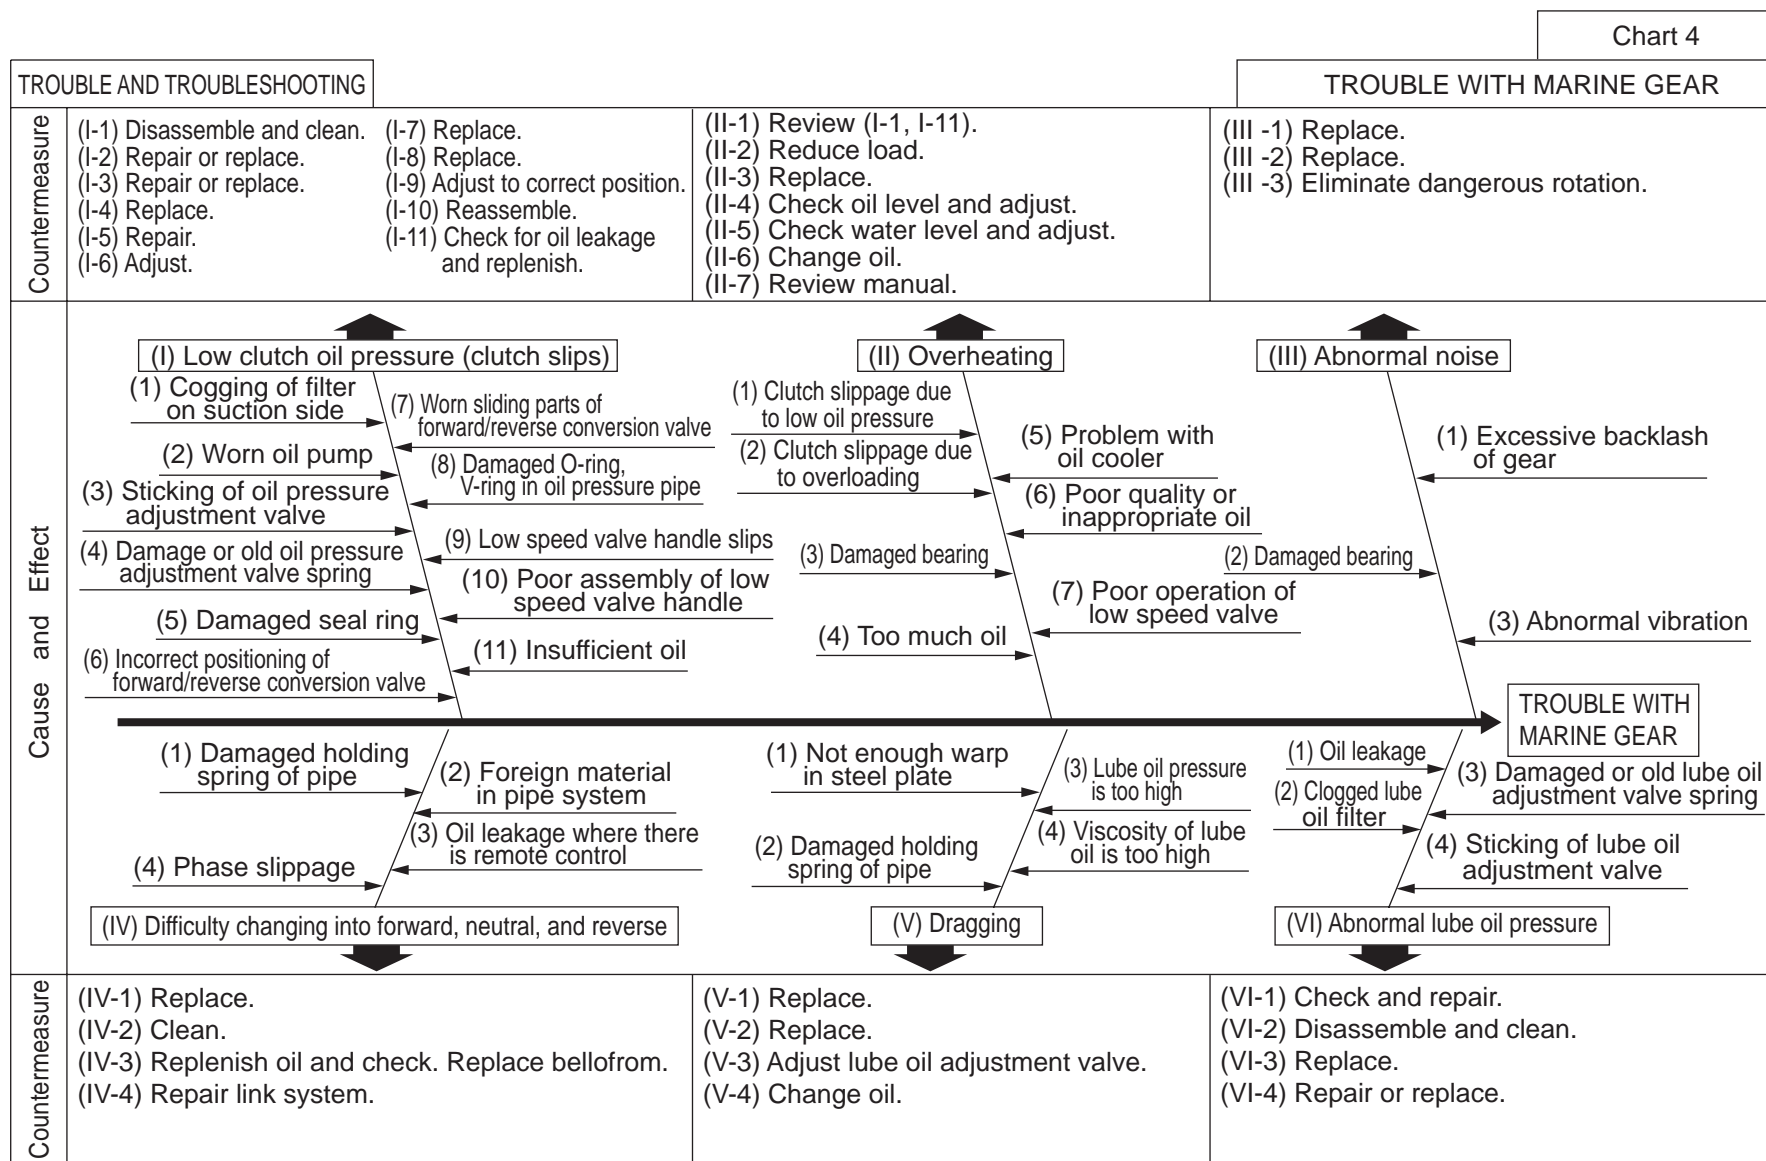 Chart 4
TROUBLE AND TROUBLESHOOTING
TROUBLE WITH MARINE GEAR
Countermeasure
(I-1) Disassemble and clean.
(I-2) Repair or replace.
(I-3) Repair or replace.
(I-4) Replace.
(I-5) Repair.
(I-6) Adjust.
(I-7) Replace.
(I-8) Replace.
(I-9) Adjust to correct position.
(I-10) Reassemble.
(I-11) Check for oil leakage
and replenish.
(II-1) Review (I-1, I-11).
(II-2) Reduce load.
(II-3) Replace.
(II-4) Check oil level and adjust.
(II-5) Check water level and adjust.
(II-6) Change oil.
(II-7) Review manual.
(III -1) Replace.
(III -2) Replace.
(III -3) Eliminate dangerous rotation.
Cause and Effect
(I) Low clutch oil pressure (clutch slips)
(1) Cogging of filter
on suction side
(2) Worn oil pump
(3) Sticking of oil pressure
adjustment valve
(4) Damage or old oil pressure
adjustment valve spring
(5) Damaged seal ring
(6) Incorrect positioning of
forward/reverse conversion valve
(7) Worn sliding parts of
forward/reverse conversion valve
(8) Damaged O-ring,
V-ring in oil pressure pipe
(9) Low speed valve handle slips
(10) Poor assembly of low
speed valve handle
(11) Insufficient oil
(II) Overheating
(1) Clutch slippage due
to low oil pressure
(2) Clutch slippage due
to overloading
(3) Damaged bearing
(4) Too much oil
(5) Problem with
oil cooler
(6) Poor quality or
inappropriate oil
(7) Poor operation of
low speed valve
(III) Abnormal noise
(1) Excessive backlash
of gear
(2) Damaged bearing
(3) Abnormal vibration
TROUBLE WITH
MARINE GEAR
(1) Damaged holding
spring of pipe
(2) Foreign material
in pipe system
(3) Oil leakage where there
is remote control
(4) Phase slippage
(IV) Difficulty changing into forward, neutral, and reverse
(1) Not enough warp
in steel plate
(2) Damaged holding
spring of pipe
(3) Lube oil pressure
is too high
(4) Viscosity of lube
oil is too high
(V) Dragging
(1) Oil leakage
(2) Clogged lube
oil filter
(3) Damaged or old lube oil
adjustment valve spring
(4) Sticking of lube oil
adjustment valve
(VI) Abnormal lube oil pressure
Countermeasure
(IV-1) Replace.
(IV-2) Clean.
(IV-3) Replenish oil and check. Replace bellofrom.
(IV-4) Repair link system.
(V-1) Replace.
(V-2) Replace.
(V-3) Adjust lube oil adjustment valve.
(V-4) Change oil.
(VI-1) Check and repair.
(VI-2) Disassemble and clean.
(VI-3) Replace.
(VI-4) Repair or replace.